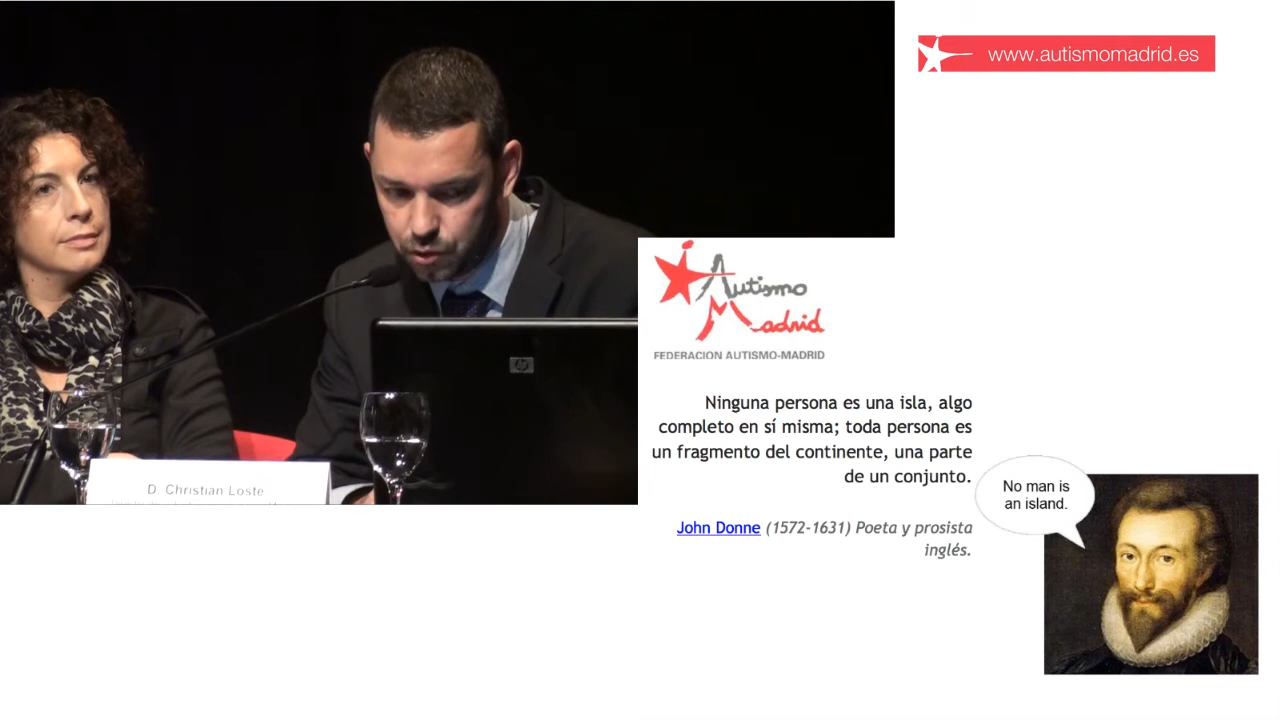 www.autismomadrid.es
hp
D. Christian Loste
Autismo
Madrid
FEDERACION AUTISMO-MADRID
Ninguna persona es una isla, algo
completo en sí misma; toda persona es
un fragmento del continente, una parte
de un conjunto.
John Donne (1572-1631) Poeta y prosista
inglés.
No man is
an island.